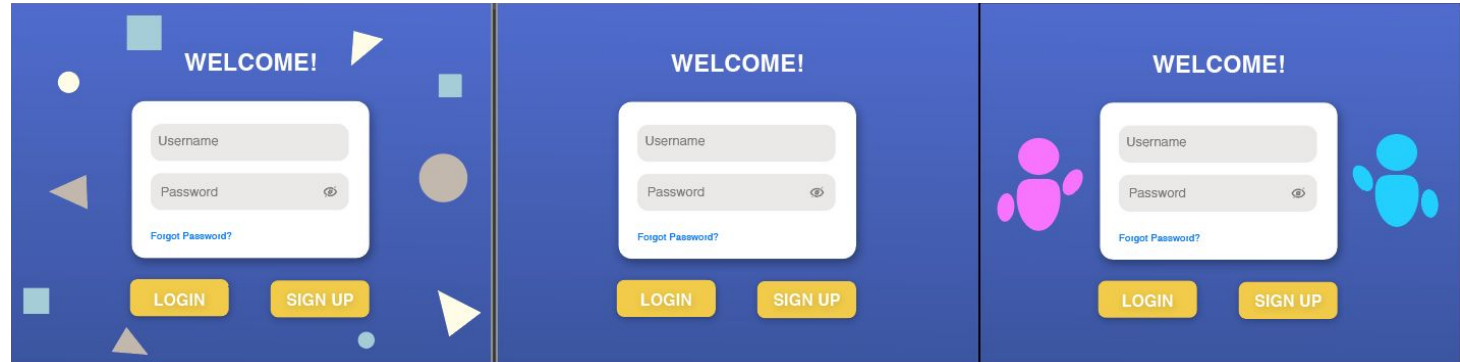 WELCOME!
Username
Password
Forgot Password?
LOGIN SIGN UP
WELCOME!
Username
Password
Forgot Password?
LOGIN SIGN UP
WELCOME!
Username
Password
Forgot Password?
LOGIN SIGN UP